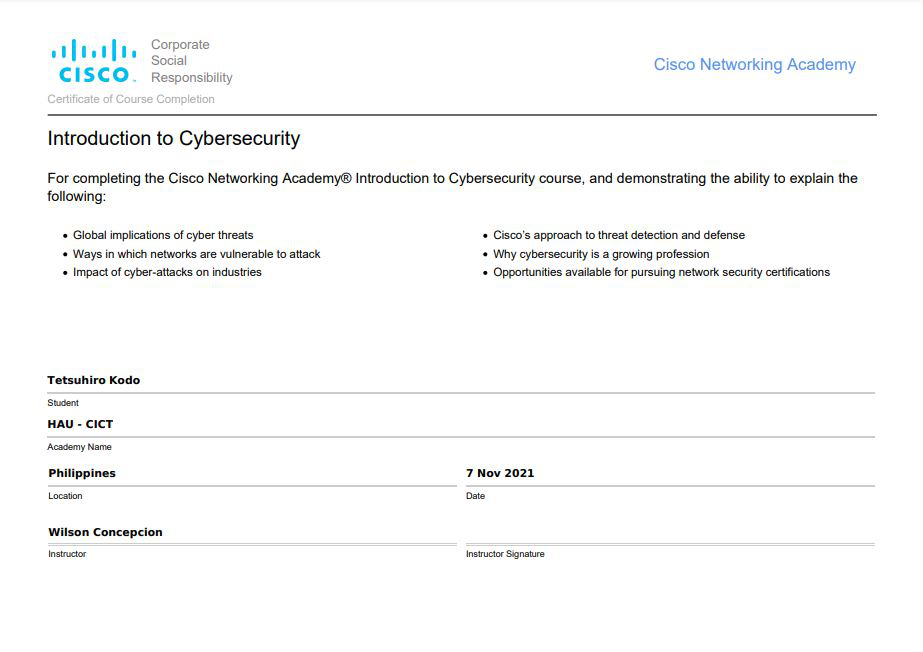 Corporate
Social
Responsibility
CISCO
Cisco Networking Academy
Certificate of Course Completion
Introduction to Cybersecurity
For completing the Cisco Networking Academy® Introduction to Cybersecurity course, and demonstrating the ability to explain the
following:
• Global implications of cyber threats
• Ways in which networks are vulnerable to attack
• Impact of cyber-attacks on industries
• Cisco's approach to threat detection and defense
• Why cybersecurity is a growing profession
• Opportunities available for pursuing network security certifications
Tetsuhiro Kodo
Student
HAU - CICT
Academy Name
Philippines
Location
7 Nov 2021
Date
Wilson Concepcion
Instructor
Instructor Signature